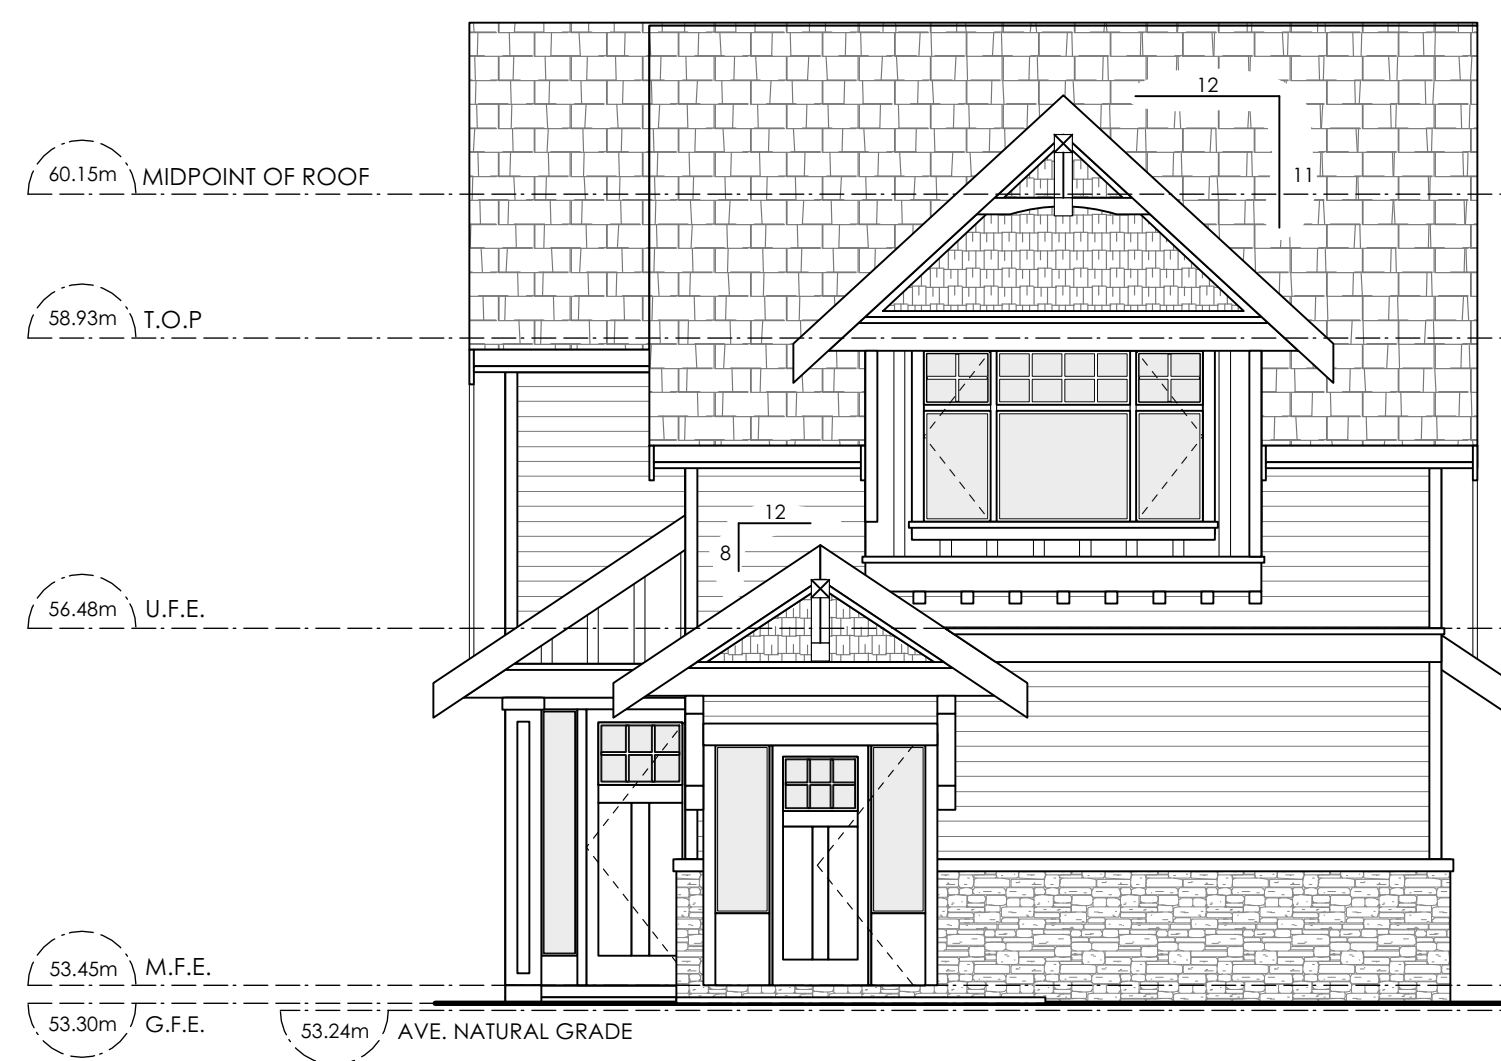 12
11
60.15m MIDPOINT OF ROOF
58.93m T.O.P
12
8
56.48m U.F.E.
53.45m M.F.E.
53.30m G.F.E.
53.24m AVE. NATURAL GRADE